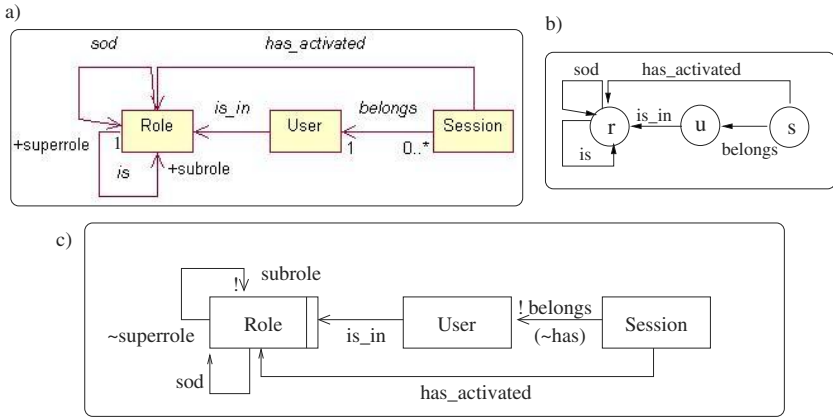 a)
sod
has_activated
is_in
belongs
Role
User
Session
+superrole
1
is
+subrole
1
0..*
b)
sod
has_activated
r
is_in
u
s
is
belongs
c)
!
subrole
! belongs
Role
User
Session
~superrole
is_in
(~has)
sod
has_activated